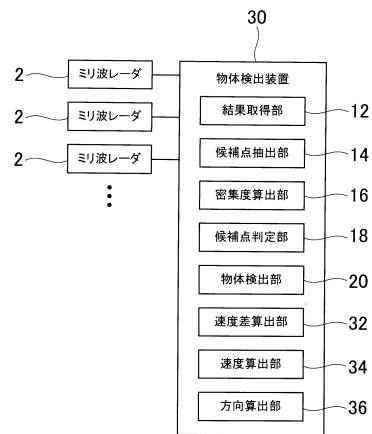 30
2 ミリ波レーダ
2 ミリ波レーダ
2 ミリ波レーダ
物体検出装置
結果取得部 12
候補点抽出部 14
密集度算出部 16
候補点判定部 18
物体検出部 20
速度差算出部 32
速度算出部 34
方向算出部 36